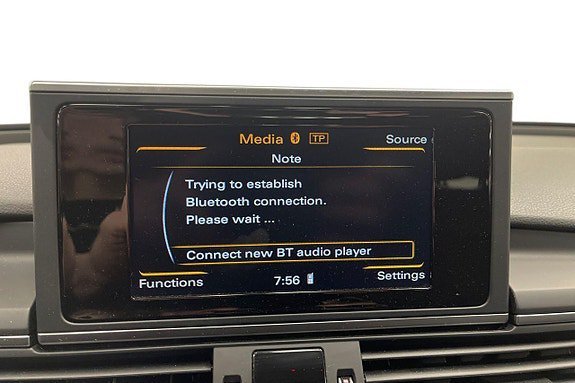 Media TP Source
Note
Trying to establish
Bluetooth connection.
Please wait ...
Connect new BT audio player
Functions 7:56 Settings